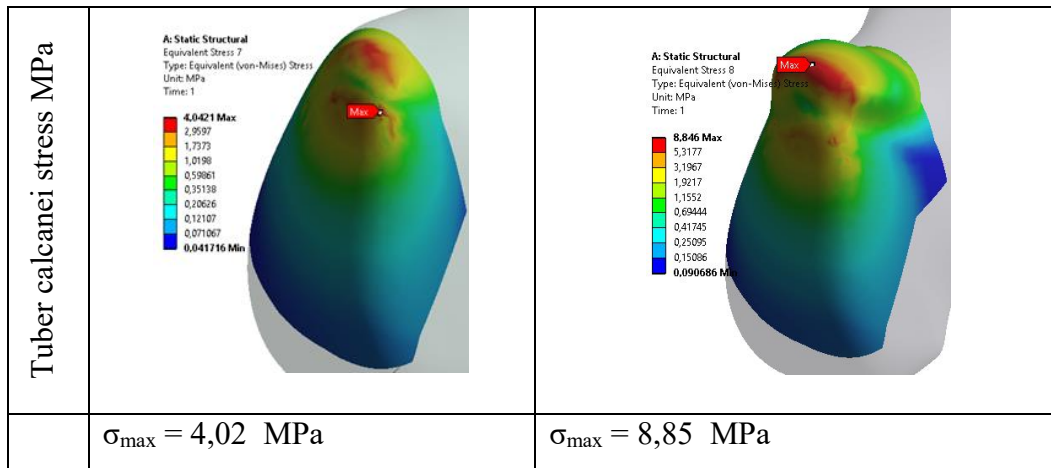 Tuber calcanei stress MPa
A: Static Structural
Equivalent Stress 7
Type: Equivalent (von-Mises) Stress
Unit: MPa
Time: 1
4,0421 Max
2,9597
1,7373
1,0198
0,59861
0,35138
0,20626
0,12107
0,071067
0,041716 Min
Max
A: Static Structural
Equivalent Stress 8
Type: Equivalent (von-Mises) Stress
Unit: MPa
Time: 1
8,846 Max
5,3177
3,1967
1,9217
1,1552
0,69444
0,41745
0,25095
0,15086
0,090686 Min
Max
σmax = 4,02 MPa
σmax = 8,85 MPa